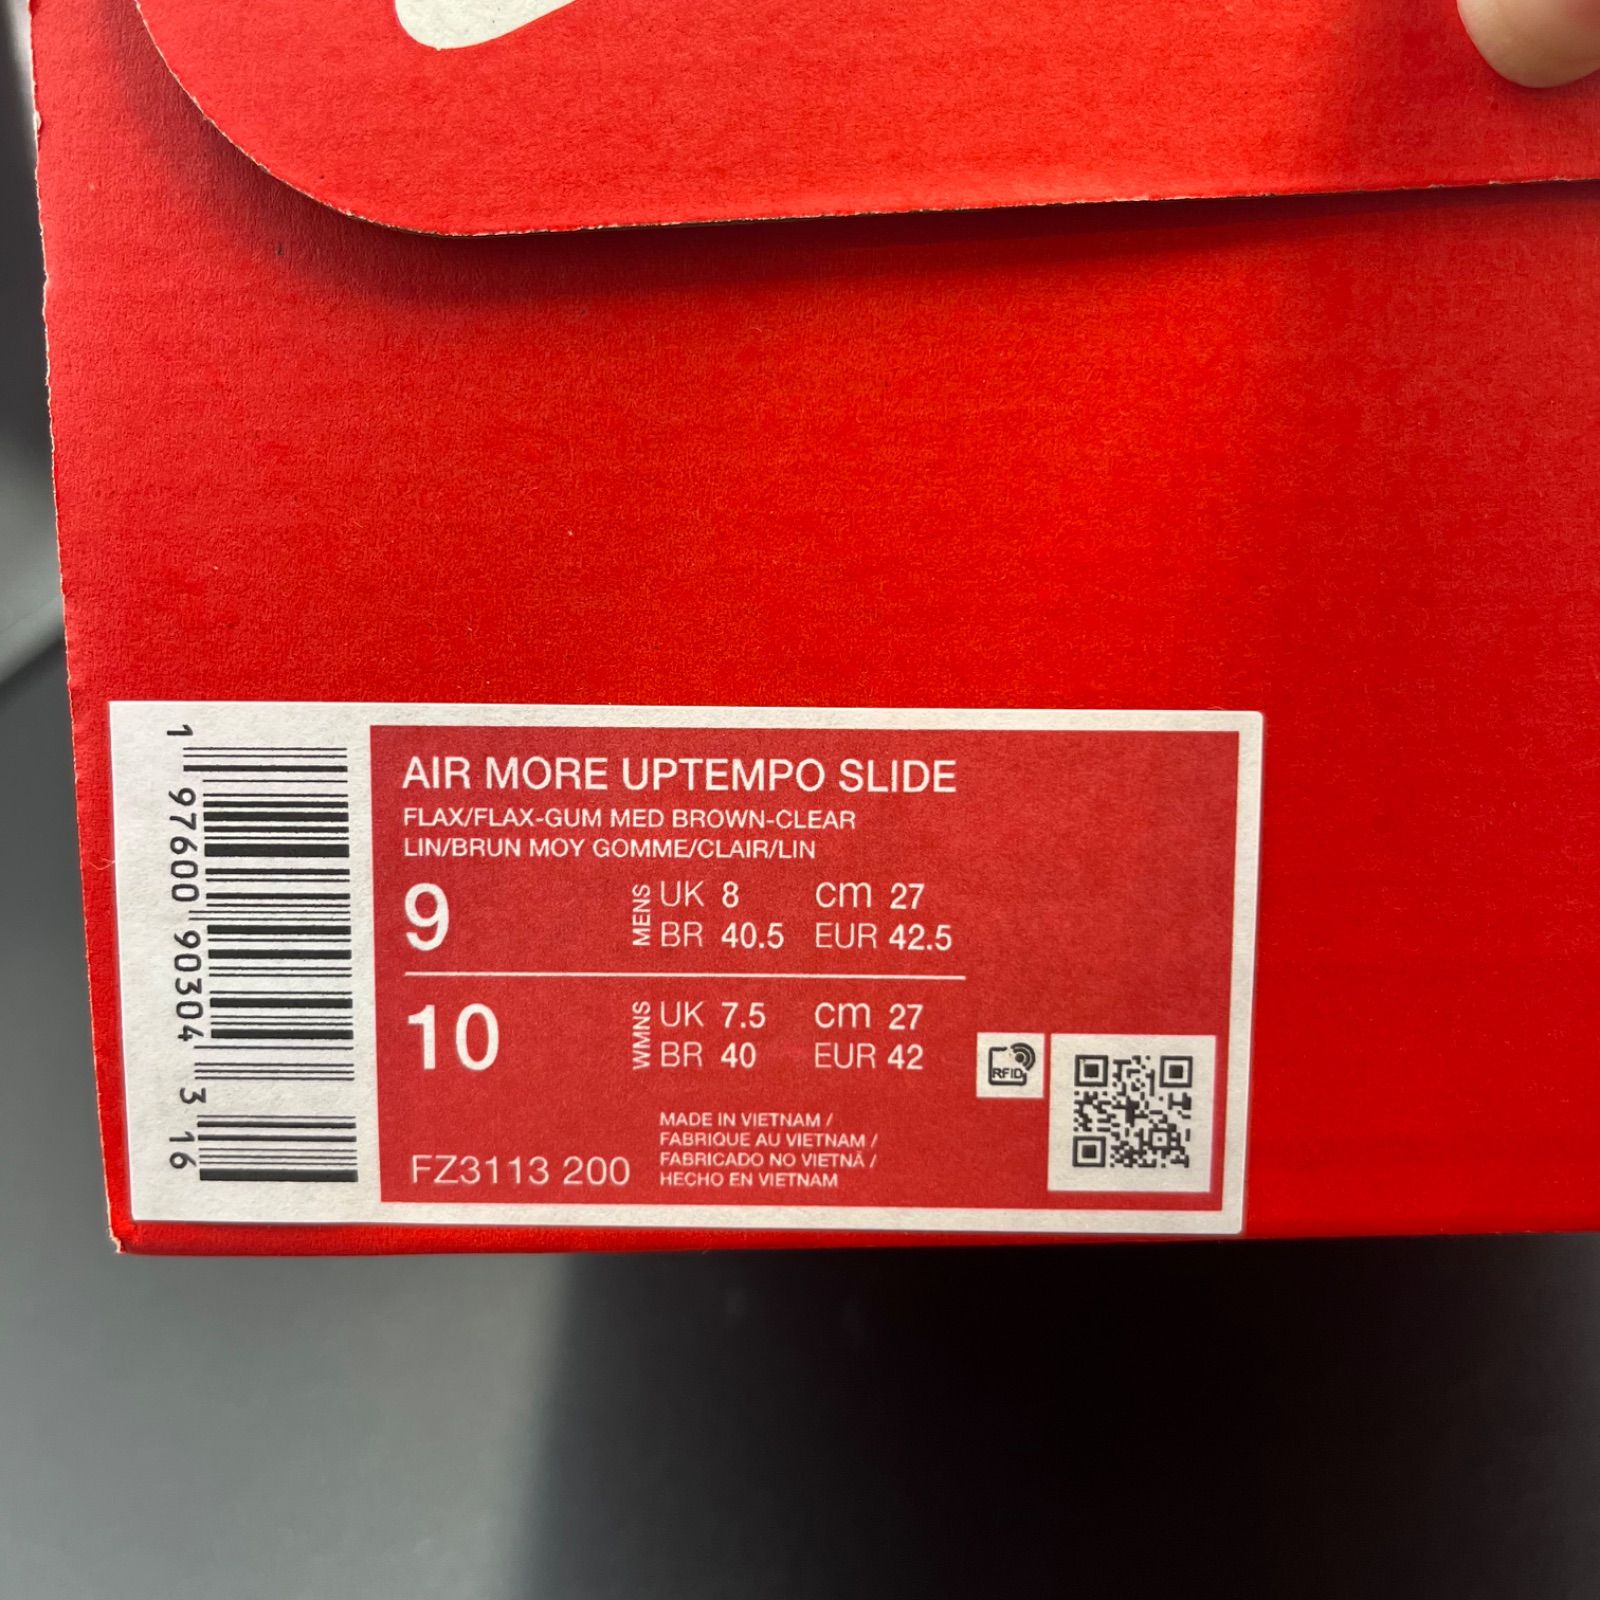 AIR MORE UPTEMPO SLIDE
FLAX/FLAX-GUM MED BROWN-CLEAR
LIN/BRUN MOY GOMME/CLAIR/LIN
9 MENS UK 8 cm 27
BR 40.5 EUR 42.5
10 WMNS UK 7.5 cm 27
BR 40 EUR 42
MADE IN VIETNAM /
FABRIQUE AU VIETNAM /
FABRICADO NO VIETNÃ /
HECHO EN VIETNAM
FZ3113 200
RFID
1 97600 90304 3 16